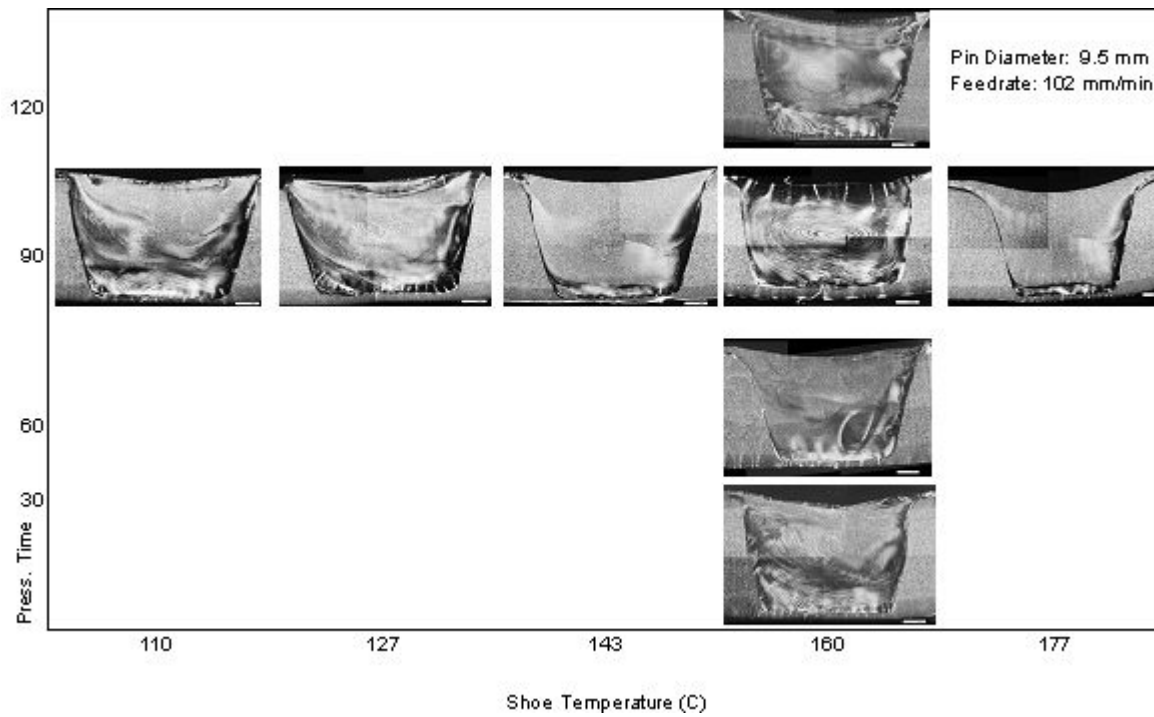 Pin Diameter: 9.5 mm
Feedrate: 102 mm/min
120
90
60
30
Press. Time
110 127 143 160 177
Shoe Temperature (C)